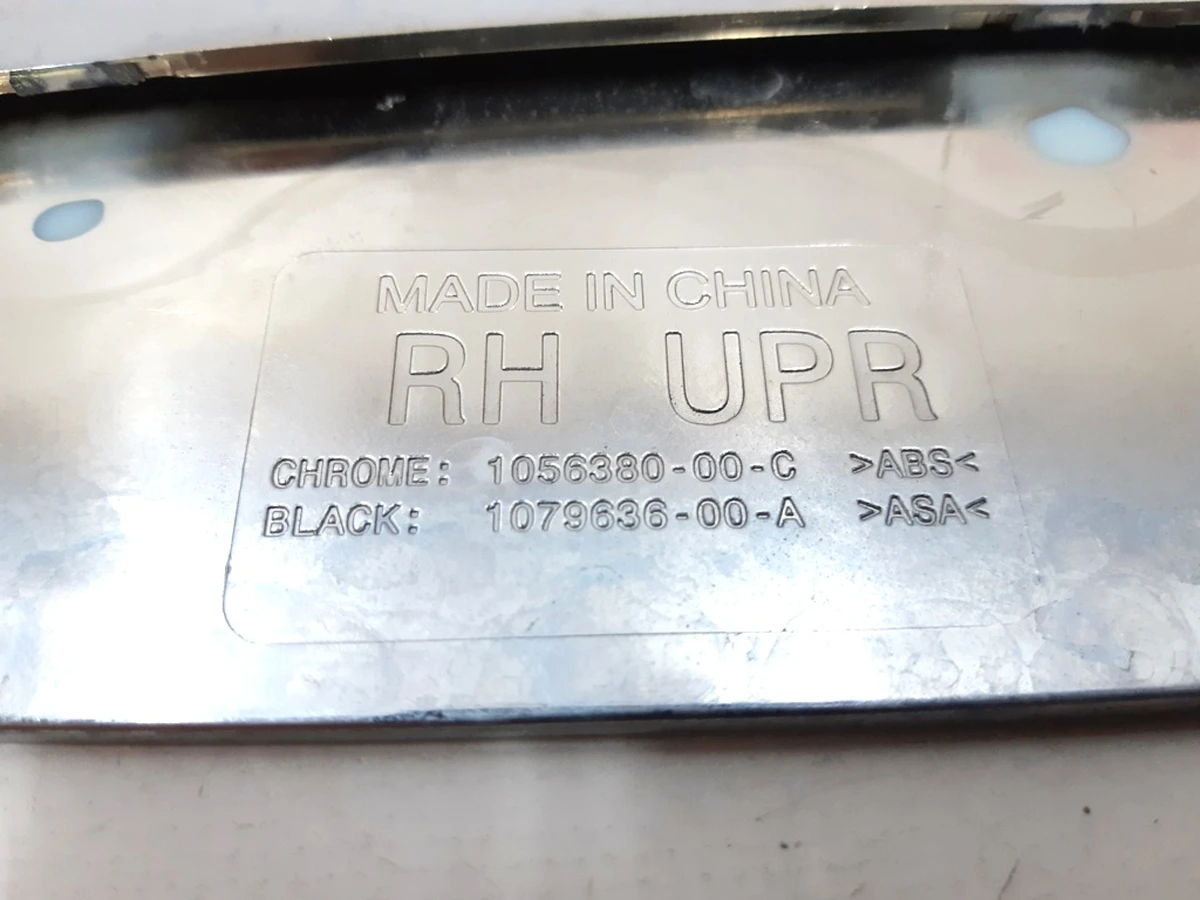 MADE IN CHINA
RH UPR
CHROME: 1056380-00-C >ABS<
BLACK: 1079636-00-A >ASA<